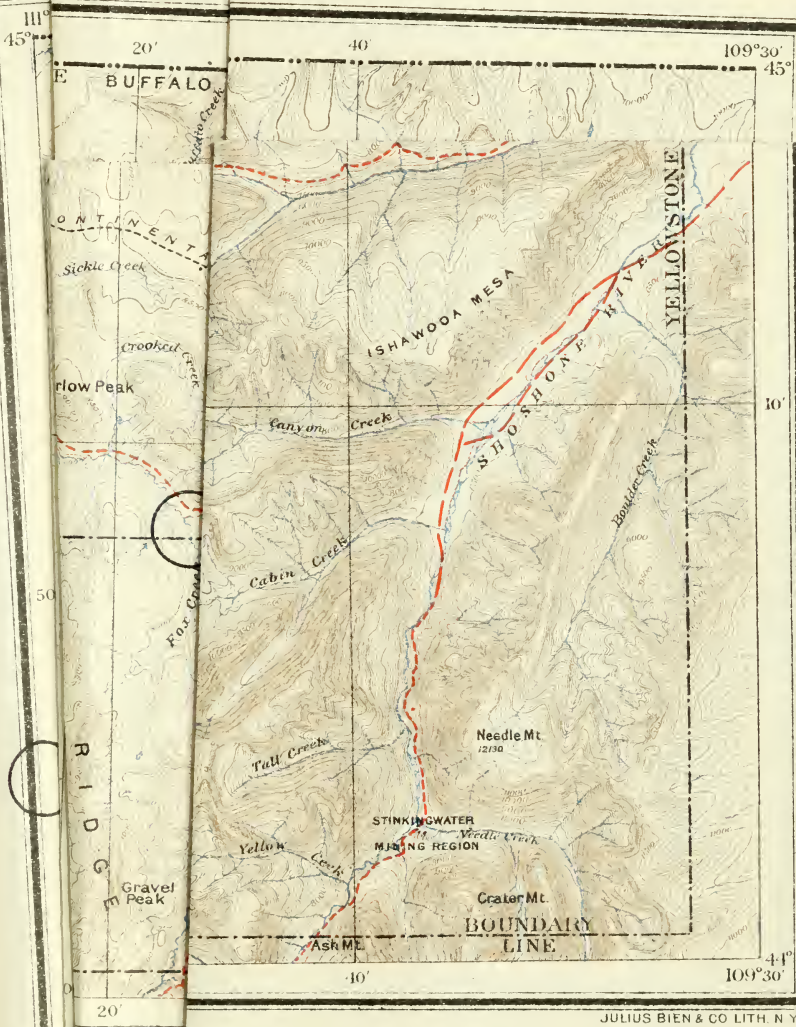 111°
45°
20'
40'
109°30'
45°
E BUFFALO
CONTINENTA
Sickle Creek
ISHAWOOA MESA
YELLOWSTONE
SHOSHONE RIVER
Crooked Creek
rlow Peak
10'
Canyon Creek
Boulder Creek
Cabin Creek
50
Fox Creek
Needle Mt.
12130
Tall Creek
STINKINGWATER
MINING REGION
Needle Creek
Yellow Creek
RIDGE
Gravel
Peak
Crater Mt.
BOUNDARY
LINE
Ash Mt.
44°
20'
40'
109°30'
JULIUS BIEN & CO LITH. N.Y.